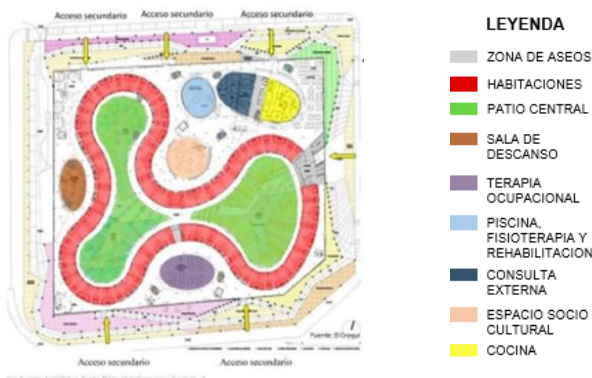 Acceso secundario Acceso secundario Acceso secundario
Acceso secundario Acceso secundario
Fuente: El Croquis
LEYENDA
ZONA DE ASEOS
HABITACIONES
PATIO CENTRAL
SALA DE
DESCANSO
TERAPIA
OCUPACIONAL
PISCINA,
FISIOTERAPIA Y
REHABILITACION
CONSULTA
EXTERNA
ESPACIO SOCIO
CULTURAL
COCINA